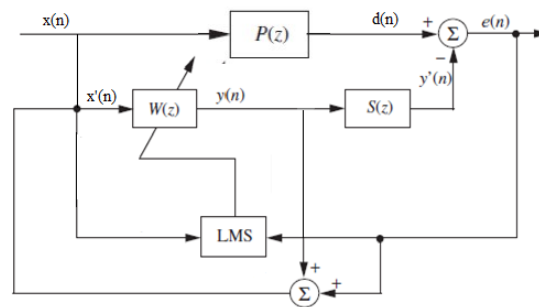 x(n) P(z) d(n) + Σ e(n)
−
y'(n)
x'(n) W(z) y(n) S(z)
LMS
+ +
Σ